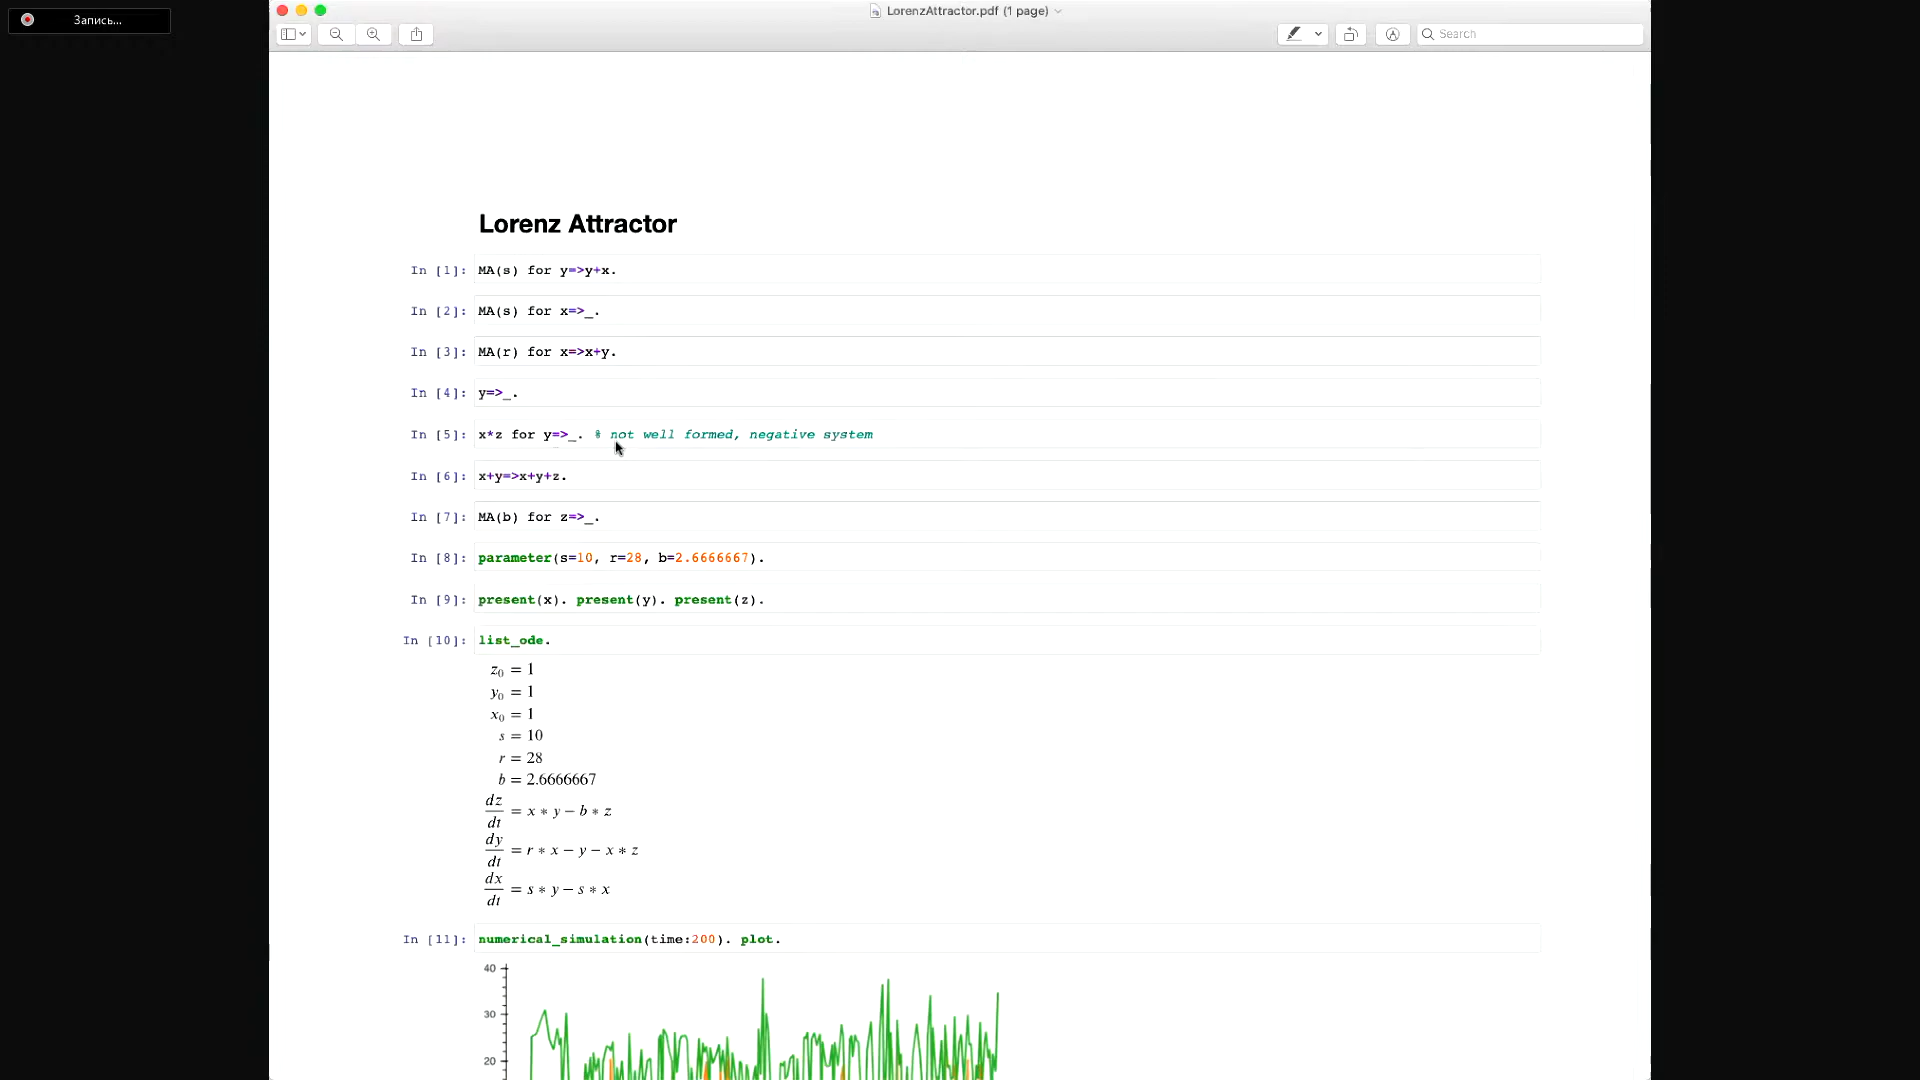 Запись...
LorenzAttractor.pdf (1 page)
Search
Lorenz Attractor
In [1]: MA(s) for y=>y+x.
In [2]: MA(s) for x=>_.
In [3]: MA(r) for x=>x+y.
In [4]: y=>_.
In [5]: x*z for y=>_. % not well formed, negative system
In [6]: x+y=>x+y+z.
In [7]: MA(b) for z=>_.
In [8]: parameter(s=10, r=28, b=2.6666667).
In [9]: present(x). present(y). present(z).
In [10]: list_ode.
z₀ = 1
y₀ = 1
x₀ = 1
s = 10
r = 28
b = 2.6666667
dz/dt = x * y − b * z
dy/dt = r * x − y − x * z
dx/dt = s * y − s * x
In [11]: numerical_simulation(time:200). plot.
40
30
20